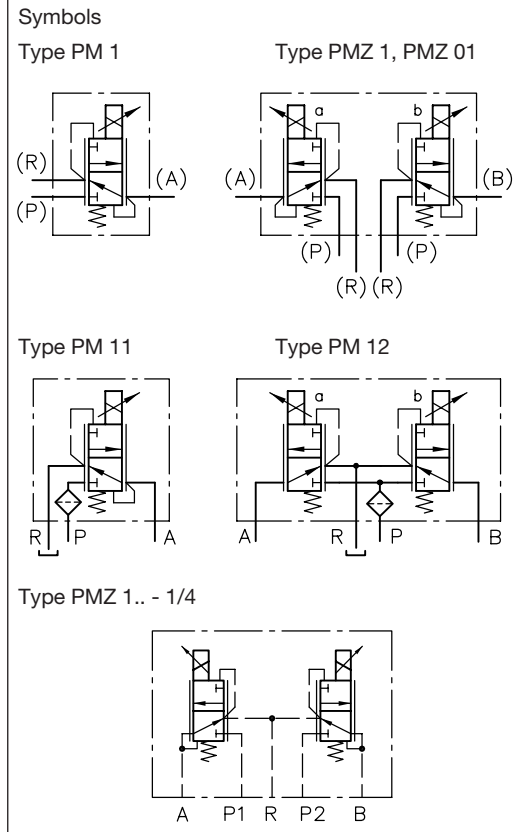 Symbols
Type PM 1 Type PMZ 1, PMZ 01
a b
(R)
(A) (A) (B)
(P)
(P) (P)
(R) (R)
Type PM 11 Type PM 12
a b
R P A A R P B
Type PMZ 1.. - 1/4
A P1 R P2 B